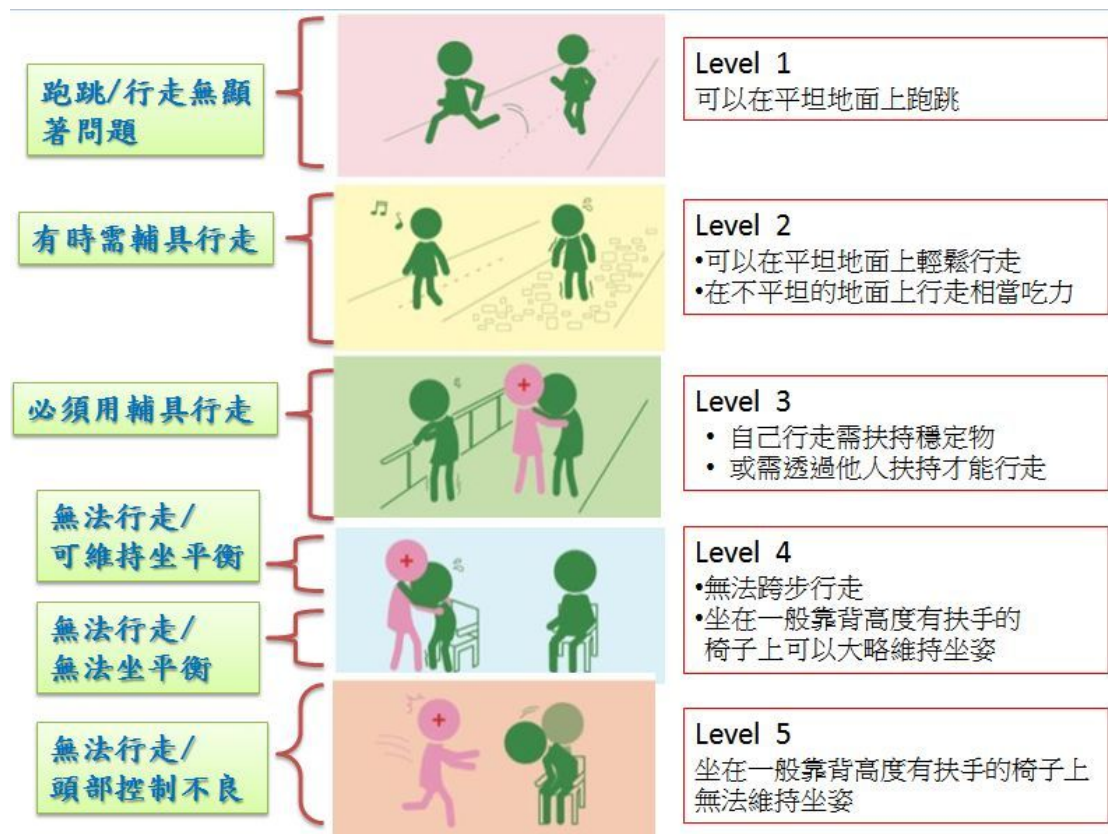 跑跳/行走無顯
著問題
Level 1
可以在平坦地面上跑跳
有時需輔具行走
Level 2
•可以在平坦地面上輕鬆行走
•在不平坦的地面上行走相當吃力
必須用輔具行走
Level 3
• 自己行走需扶持穩定物
• 或需透過他人扶持才能行走
無法行走/
可維持坐平衡
無法行走/
無法坐平衡
Level 4
•無法跨步行走
•坐在一般靠背高度有扶手的
椅子上可以大略維持坐姿
無法行走/
頭部控制不良
Level 5
坐在一般靠背高度有扶手的椅子上
無法維持坐姿